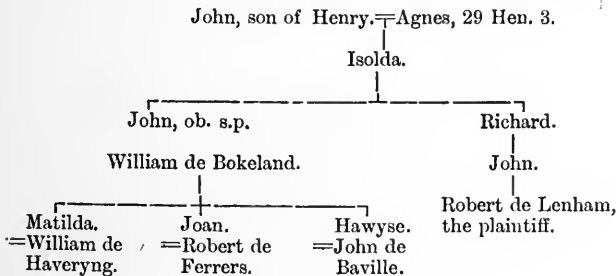 John, son of Henry.=Agnes, 29 Hen. 3.
Isolda.
John, ob. s.p. Richard.
William de Bokeland. John.
Matilda. Joan. Hawyse. Robert de Lenham,
=William de =Robert de =John de the plaintiff.
Haveryng. Ferrers. Baville.